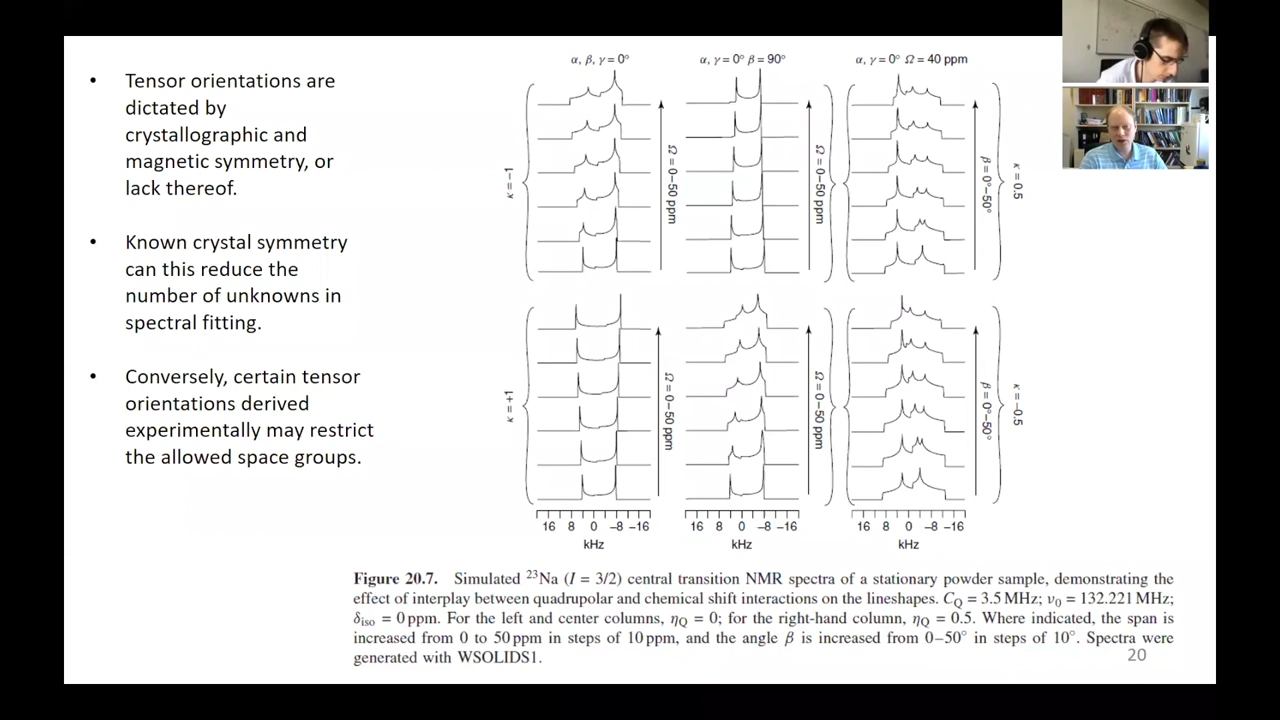 • Tensor orientations are
dictated by
crystallographic and
magnetic symmetry, or
lack thereof.
• Known crystal symmetry
can this reduce the
number of unknowns in
spectral fitting.
• Conversely, certain tensor
orientations derived
experimentally may restrict
the allowed space groups.
α, β, γ = 0°
α, γ = 0° β = 90°
α, γ = 0° Ω = 40 ppm
κ = −1
Ω = 0−50 ppm
Ω = 0−50 ppm
β = 0°−50°
κ = 0.5
κ = +1
Ω = 0−50 ppm
Ω = 0−50 ppm
β = 0°−50°
κ = −0.5
16 8 0 −8 −16
16 8 0 −8 −16
16 8 0 −8 −16
kHz
kHz
kHz
Figure 20.7. Simulated ²³Na (I = 3/2) central transition NMR spectra of a stationary powder sample, demonstrating the
effect of interplay between quadrupolar and chemical shift interactions on the lineshapes. C_Q = 3.5 MHz; ν₀ = 132.221 MHz;
δ_iso = 0 ppm. For the left and center columns, η_Q = 0; for the right-hand column, η_Q = 0.5. Where indicated, the span is
increased from 0 to 50 ppm in steps of 10 ppm, and the angle β is increased from 0–50° in steps of 10°. Spectra were
generated with WSOLIDS1.
20